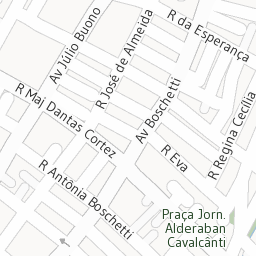 R da Esperança
Av Júlio Buono
R José de Almeida
Av Boschetti
R Maj Dantas Cortez
R Regina Cecília
R Eva
R Antônia Boschetti
Praça Jorn.
Alderaban
Cavalcânti